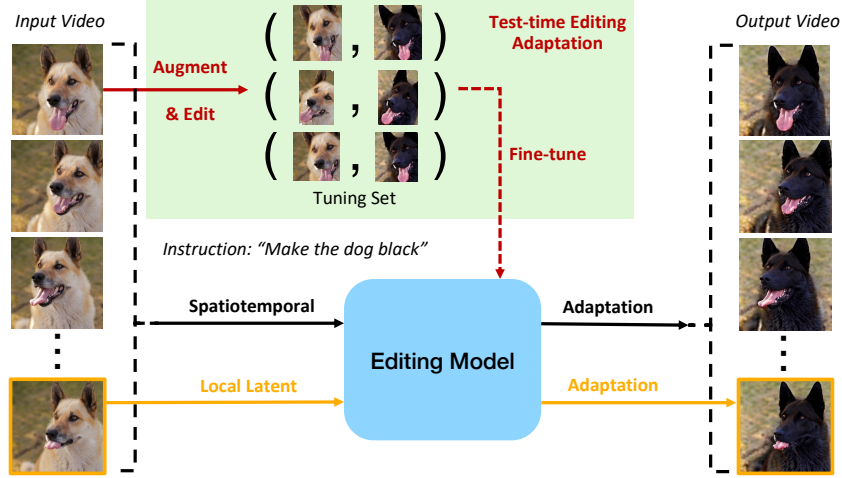 Input Video
Output Video
Test-time Editing
Adaptation
Augment
& Edit
( , )
( , )
( , )
Fine-tune
Tuning Set
Instruction: “Make the dog black”
Spatiotemporal
Adaptation
Editing Model
Local Latent
Adaptation